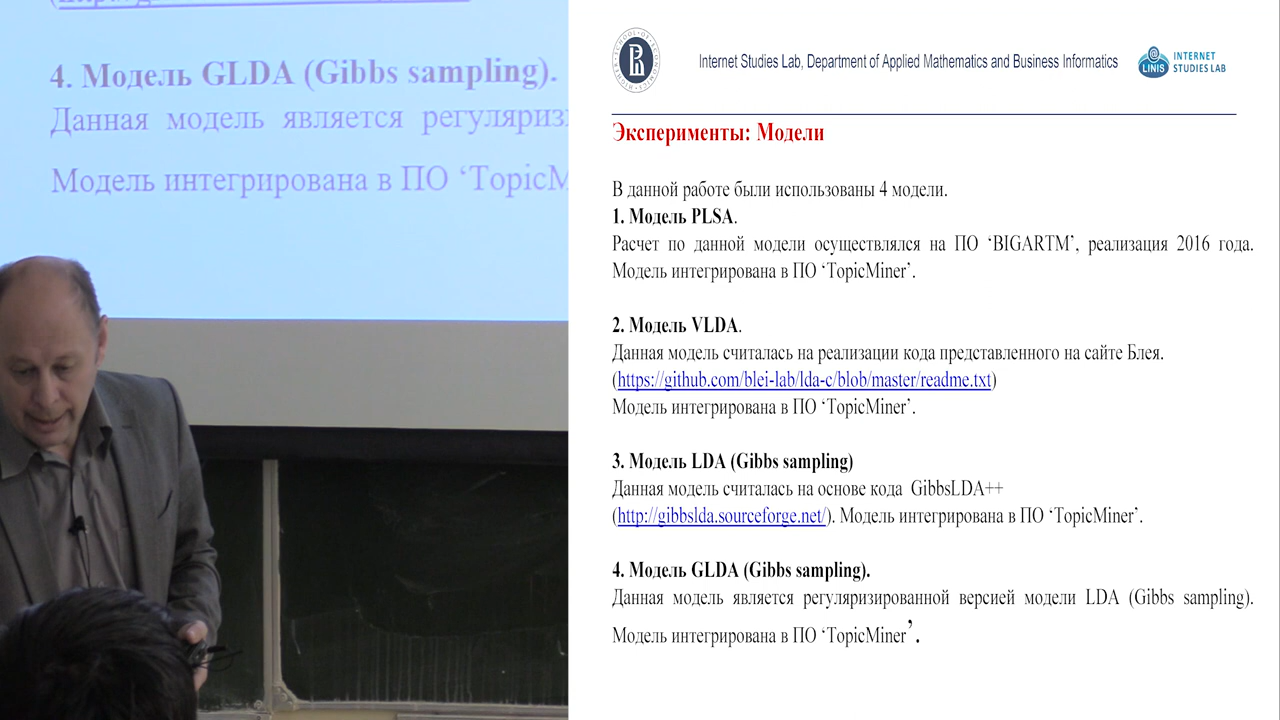 4. Модель GLDA (Gibbs sampling).
Данная модель является регуляриз
Модель интегрирована в ПО ‘TopicM
Internet Studies Lab, Department of Applied Mathematics and Business Informatics
LINIS
INTERNET
STUDIES LAB
Эксперименты: Модели
В данной работе были использованы 4 модели.
1. Модель PLSA.
Расчет по данной модели осуществлялся на ПО ‘BIGARTM’, реализация 2016 года.
Модель интегрирована в ПО ‘TopicMiner’.
2. Модель VLDA.
Данная модель считалась на реализации кода представленного на сайте Блея.
(https://github.com/blei-lab/lda-c/blob/master/readme.txt)
Модель интегрирована в ПО ‘TopicMiner’.
3. Модель LDA (Gibbs sampling)
Данная модель считалась на основе кода GibbsLDA++
(http://gibbslda.sourceforge.net/). Модель интегрирована в ПО ‘TopicMiner’.
4. Модель GLDA (Gibbs sampling).
Данная модель является регуляризированной версией модели LDA (Gibbs sampling).
Модель интегрирована в ПО ‘TopicMiner’.